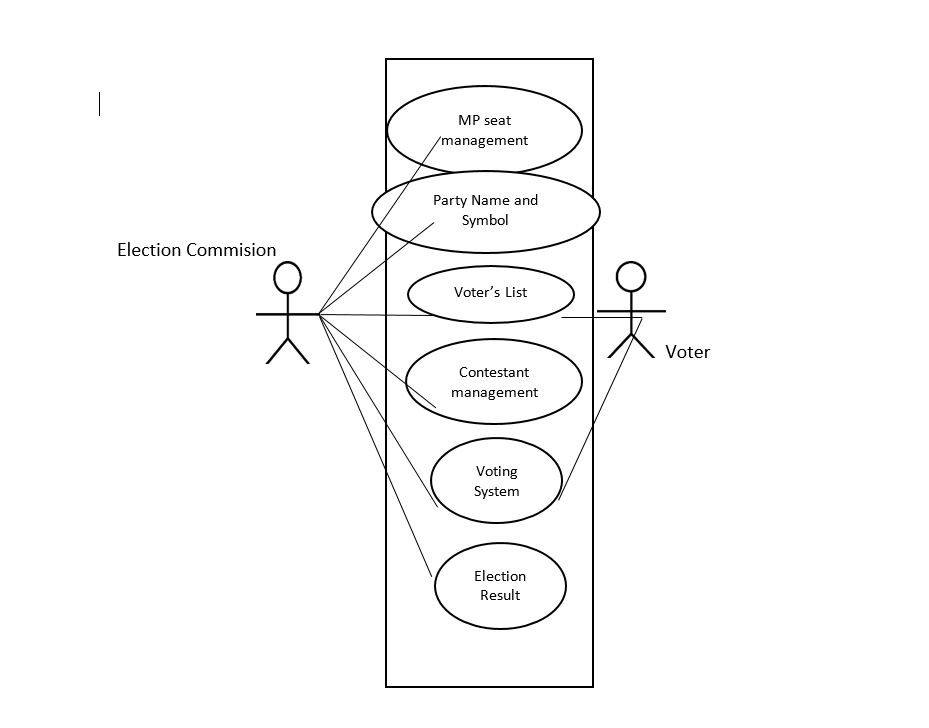 MP seat
management
Party Name and
Symbol
Election Commision
Voter's List
Voter
Contestant
management
Voting
System
Election
Result